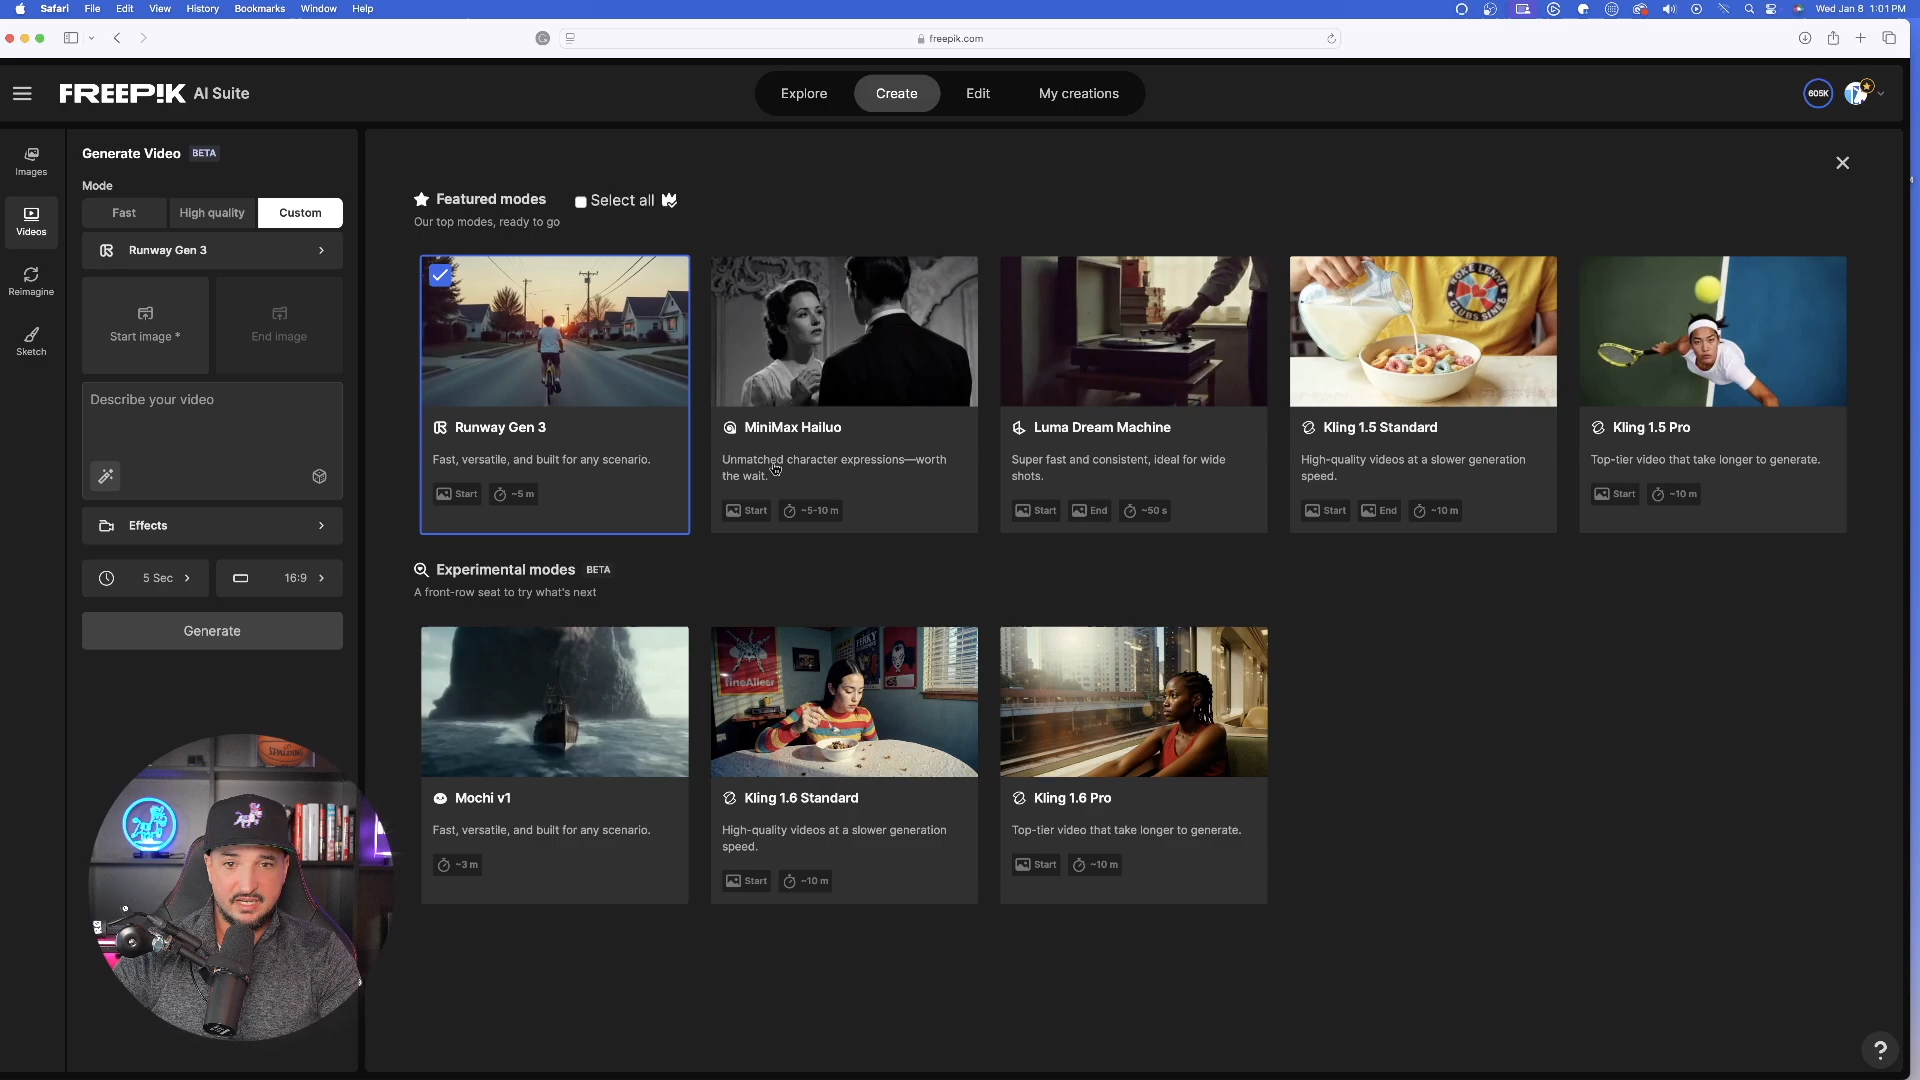 Safari File Edit View History Bookmarks Window Help
Wed Jan 8 1:01 PM
freepik.com
FREEP!K AI Suite
Explore Create Edit My creations
605K
Images
Videos
Reimagine
Sketch
Generate Video BETA
Mode
Fast High quality Custom
Runway Gen 3
Start image *
End image
Describe your video
Effects
5 Sec
16:9
Generate
Featured modes
Select all
Our top modes, ready to go
Runway Gen 3
Fast, versatile, and built for any scenario.
Start ~5 m
MiniMax Hailuo
Unmatched character expressions—worth
the wait.
Start ~5-10 m
Luma Dream Machine
Super fast and consistent, ideal for wide
shots.
Start End ~50 s
Kling 1.5 Standard
High-quality videos at a slower generation
speed.
Start End ~10 m
Kling 1.5 Pro
Top-tier video that take longer to generate.
Start ~10 m
Experimental modes BETA
A front-row seat to try what's next
Mochi v1
Fast, versatile, and built for any scenario.
~3 m
Kling 1.6 Standard
High-quality videos at a slower generation
speed.
Start ~10 m
Kling 1.6 Pro
Top-tier video that take longer to generate.
Start ~10 m
SPALDING
?